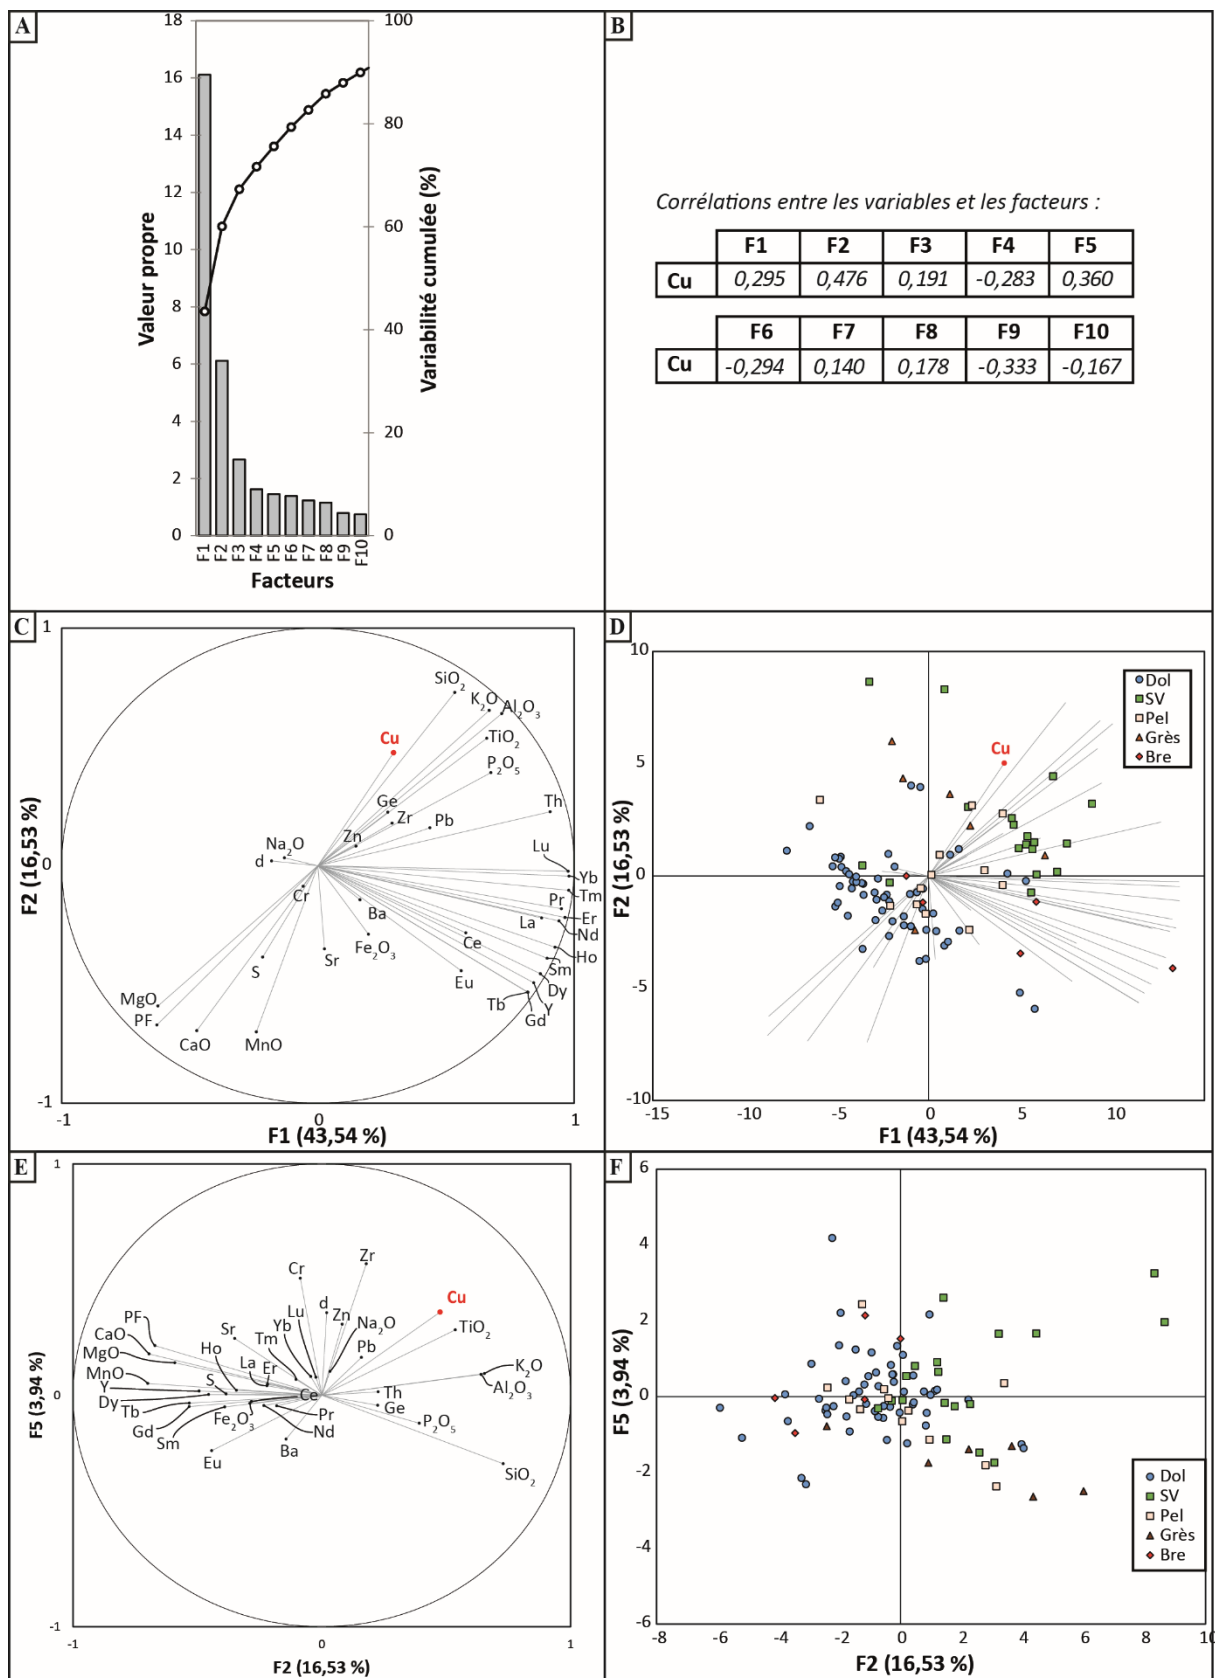 A
18
16
14
12
10
8
6
4
2
0
Valeur propre
100
80
60
40
20
0
Variabilité cumulée (%)
F1
F2
F3
F4
F5
F6
F7
F8
F9
F10
Facteurs
B
Corrélations entre les variables et les facteurs :
F1 F2 F3 F4 F5
Cu 0,295 0,476 0,191 -0,283 0,360
F6 F7 F8 F9 F10
Cu -0,294 0,140 0,178 -0,333 -0,167
C
1
0
-1
F2 (16,53 %)
SiO2
K2O
Al2O3
Cu
TiO2
P2O5
Ge
Zr
Pb
Th
Zn
Na2O
d
Cr
Lu
Yb
Tm
Pr
Er
La
Nd
Ba
Ce
Ho
Fe2O3
Sr
Sm
S
Eu
Dy
Y
Tb
Gd
MgO
PF
CaO
MnO
-1
0
1
F1 (43,54 %)
D
10
5
0
-5
-10
F2 (16,53 %)
Dol
SV
Pel
Grès
Bre
Cu
-15
-10
-5
0
5
10
F1 (43,54 %)
E
1
0
-1
F5 (3,94 %)
Zr
Cr
d
Zn
Cu
Lu
Na2O
TiO2
Yb
Pb
Tm
Sr
PF
CaO
MgO
Ho
La
Er
K2O
Al2O3
MnO
S
Y
Ce
Th
Ge
Dy
Tb
Fe2O3
Pr
P2O5
Gd
Sm
Nd
Eu
Ba
SiO2
-1
0
1
F2 (16,53 %)
F
6
4
2
0
-2
-4
-6
F5 (3,94 %)
Dol
SV
Pel
Grès
Bre
-8
-6
-4
-2
0
2
4
6
8
10
F2 (16,53 %)